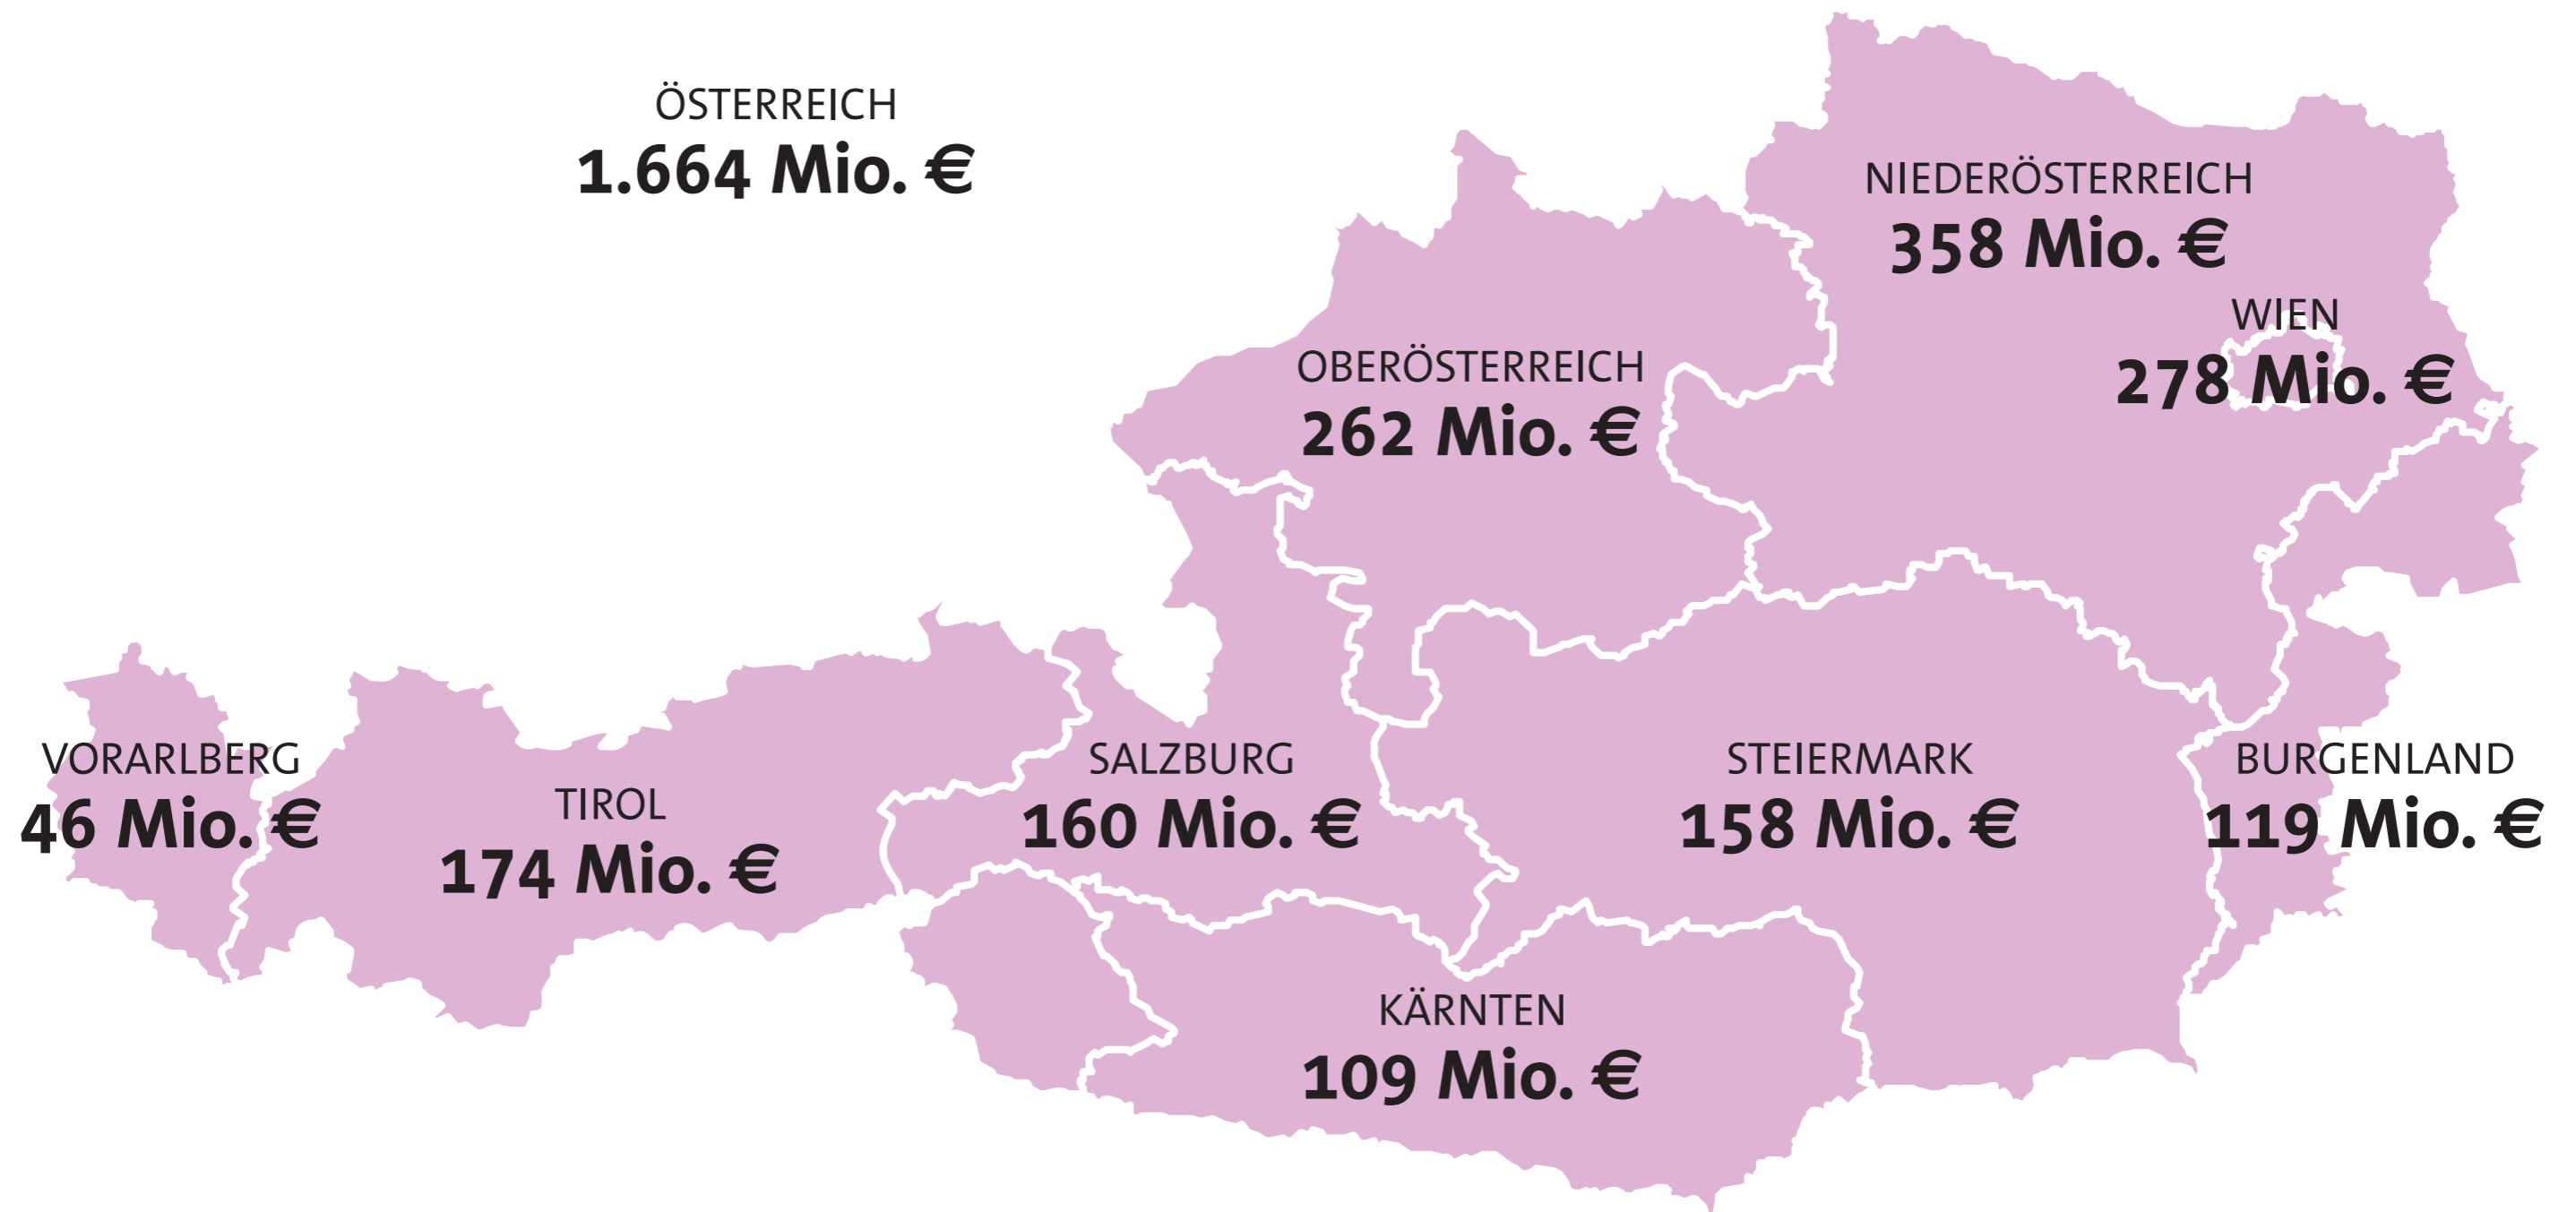 ÖSTERREICH
1.664 Mio. €
NIEDERÖSTERREICH
358 Mio. €
WIEN
278 Mio. €
OBERÖSTERREICH
262 Mio. €
VORARLBERG
46 Mio. €
TIROL
174 Mio. €
SALZBURG
160 Mio. €
STEIERMARK
158 Mio. €
BURGENLAND
119 Mio. €
KÄRNTEN
109 Mio. €